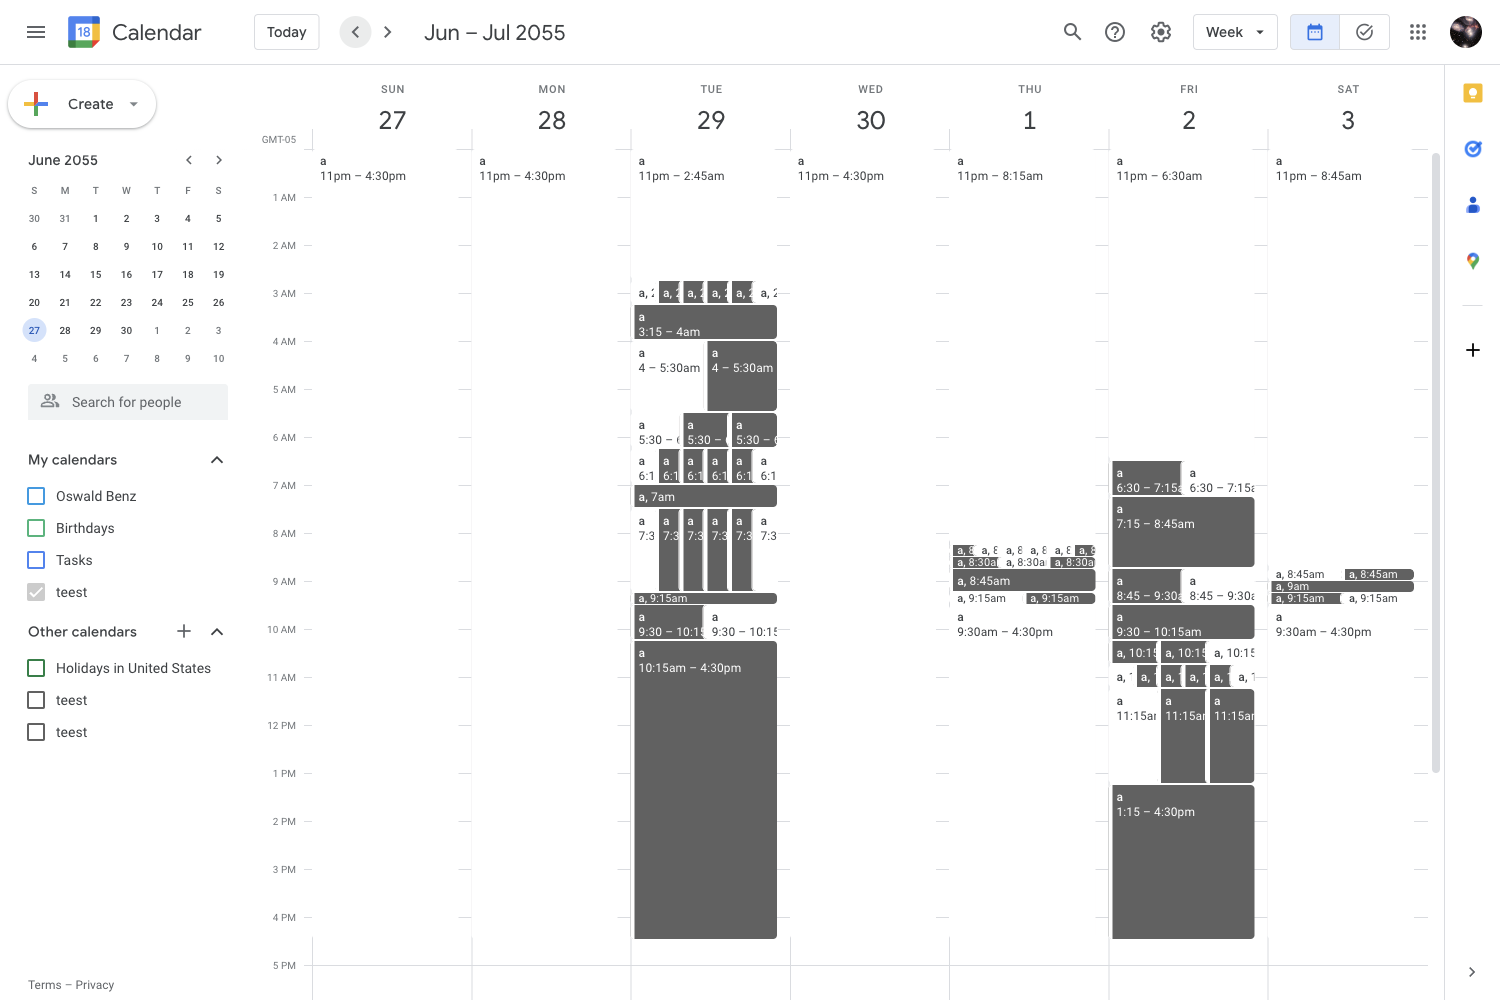 18 Calendar Today Jun – Jul 2055 Week
Create
June 2055
S M T W T F S
30 31 1 2 3 4 5
6 7 8 9 10 11 12
13 14 15 16 17 18 19
20 21 22 23 24 25 26
27 28 29 30 1 2 3
4 5 6 7 8 9 10
Search for people
My calendars
Oswald Benz
Birthdays
Tasks
teest
Other calendars
Holidays in United States
teest
teest
Terms – Privacy
SUN MON TUE WED THU FRI SAT
27 28 29 30 1 2 3
GMT-05
1 AM
2 AM
3 AM
4 AM
5 AM
6 AM
7 AM
8 AM
9 AM
10 AM
11 AM
12 PM
1 PM
2 PM
3 PM
4 PM
5 PM
a
11pm – 4:30pm
a
11pm – 4:30pm
a
11pm – 2:45am
a, 2 a, 2 a, 2 a, 2 a, 2 a, 2
a
3:15 – 4am
a a
4 – 5:30am 4 – 5:30am
a a a
5:30 – 6 5:30 – 5:30 – 6
a a a a a a
6:1 6:1 6:1 6:1 6:1 6:1
a, 7am
a a a a a a
7:3 7:3 7:3 7:3 7:3 7:3
a, 9:15am
a a
9:30 – 10:15 9:30 – 10:15
a
10:15am – 4:30pm
a
11pm – 4:30pm
a
11pm – 8:15am
a, 8 a, 8 a, 8 a, 8 a, 8 a, 8
a, 8:30a a, 8:30a a, 8:30a
a, 8:45am
a, 9:15am a, 9:15am
a
9:30am – 4:30pm
a
11pm – 6:30am
a a
6:30 – 7:15a 6:30 – 7:15a
a
7:15 – 8:45am
a a
8:45 – 9:30a 8:45 – 9:30a
a
9:30 – 10:15am
a, 10:15 a, 10:15 a, 10:15
a, 1 a, 1 a, 1 a, 1 a, 1 a, 1
a a a
11:15am 11:15am 11:15am
a
1:15 – 4:30pm
a
11pm – 8:45am
a, 8:45am a, 8:45am
a, 9am
a, 9:15am a, 9:15am
a
9:30am – 4:30pm